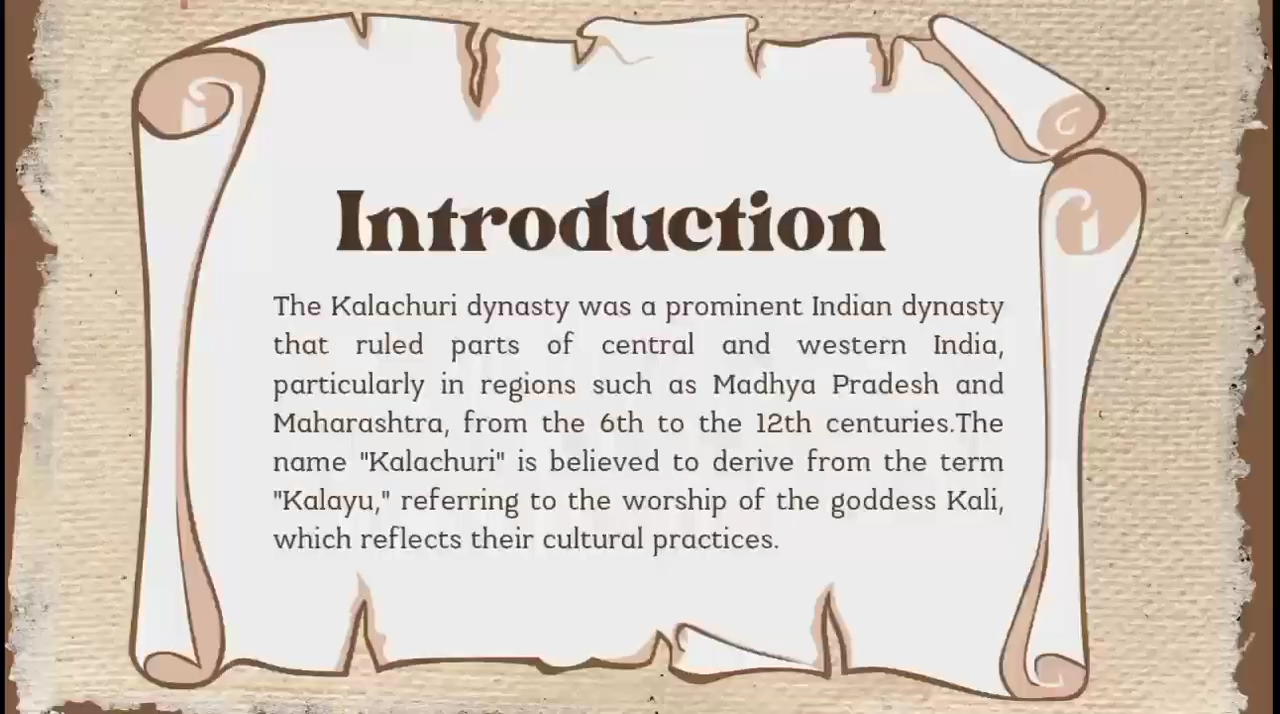 Introduction
The Kalachuri dynasty was a prominent Indian dynasty
that ruled parts of central and western India,
particularly in regions such as Madhya Pradesh and
Maharashtra, from the 6th to the 12th centuries.The
name "Kalachuri" is believed to derive from the term
"Kalayu," referring to the worship of the goddess Kali,
which reflects their cultural practices.